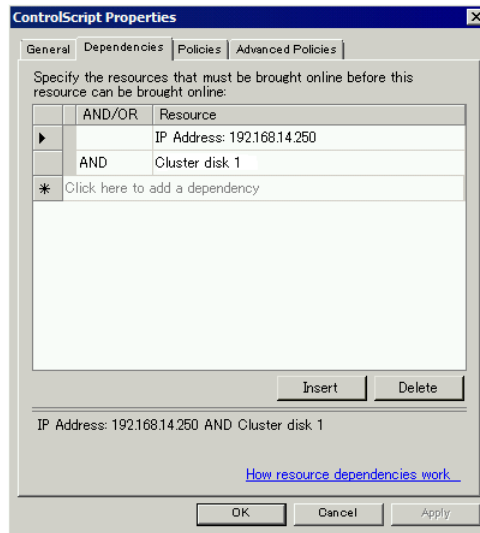 ControlScript Properties
General Dependencies Policies Advanced Policies
Specify the resources that must be brought online before this
resource can be brought online:
AND/OR Resource
IP Address: 192.168.14.250
AND Cluster disk 1
Click here to add a dependency
Insert Delete
IP Address: 192.168.14.250 AND Cluster disk 1
How resource dependencies work
OK Cancel Apply